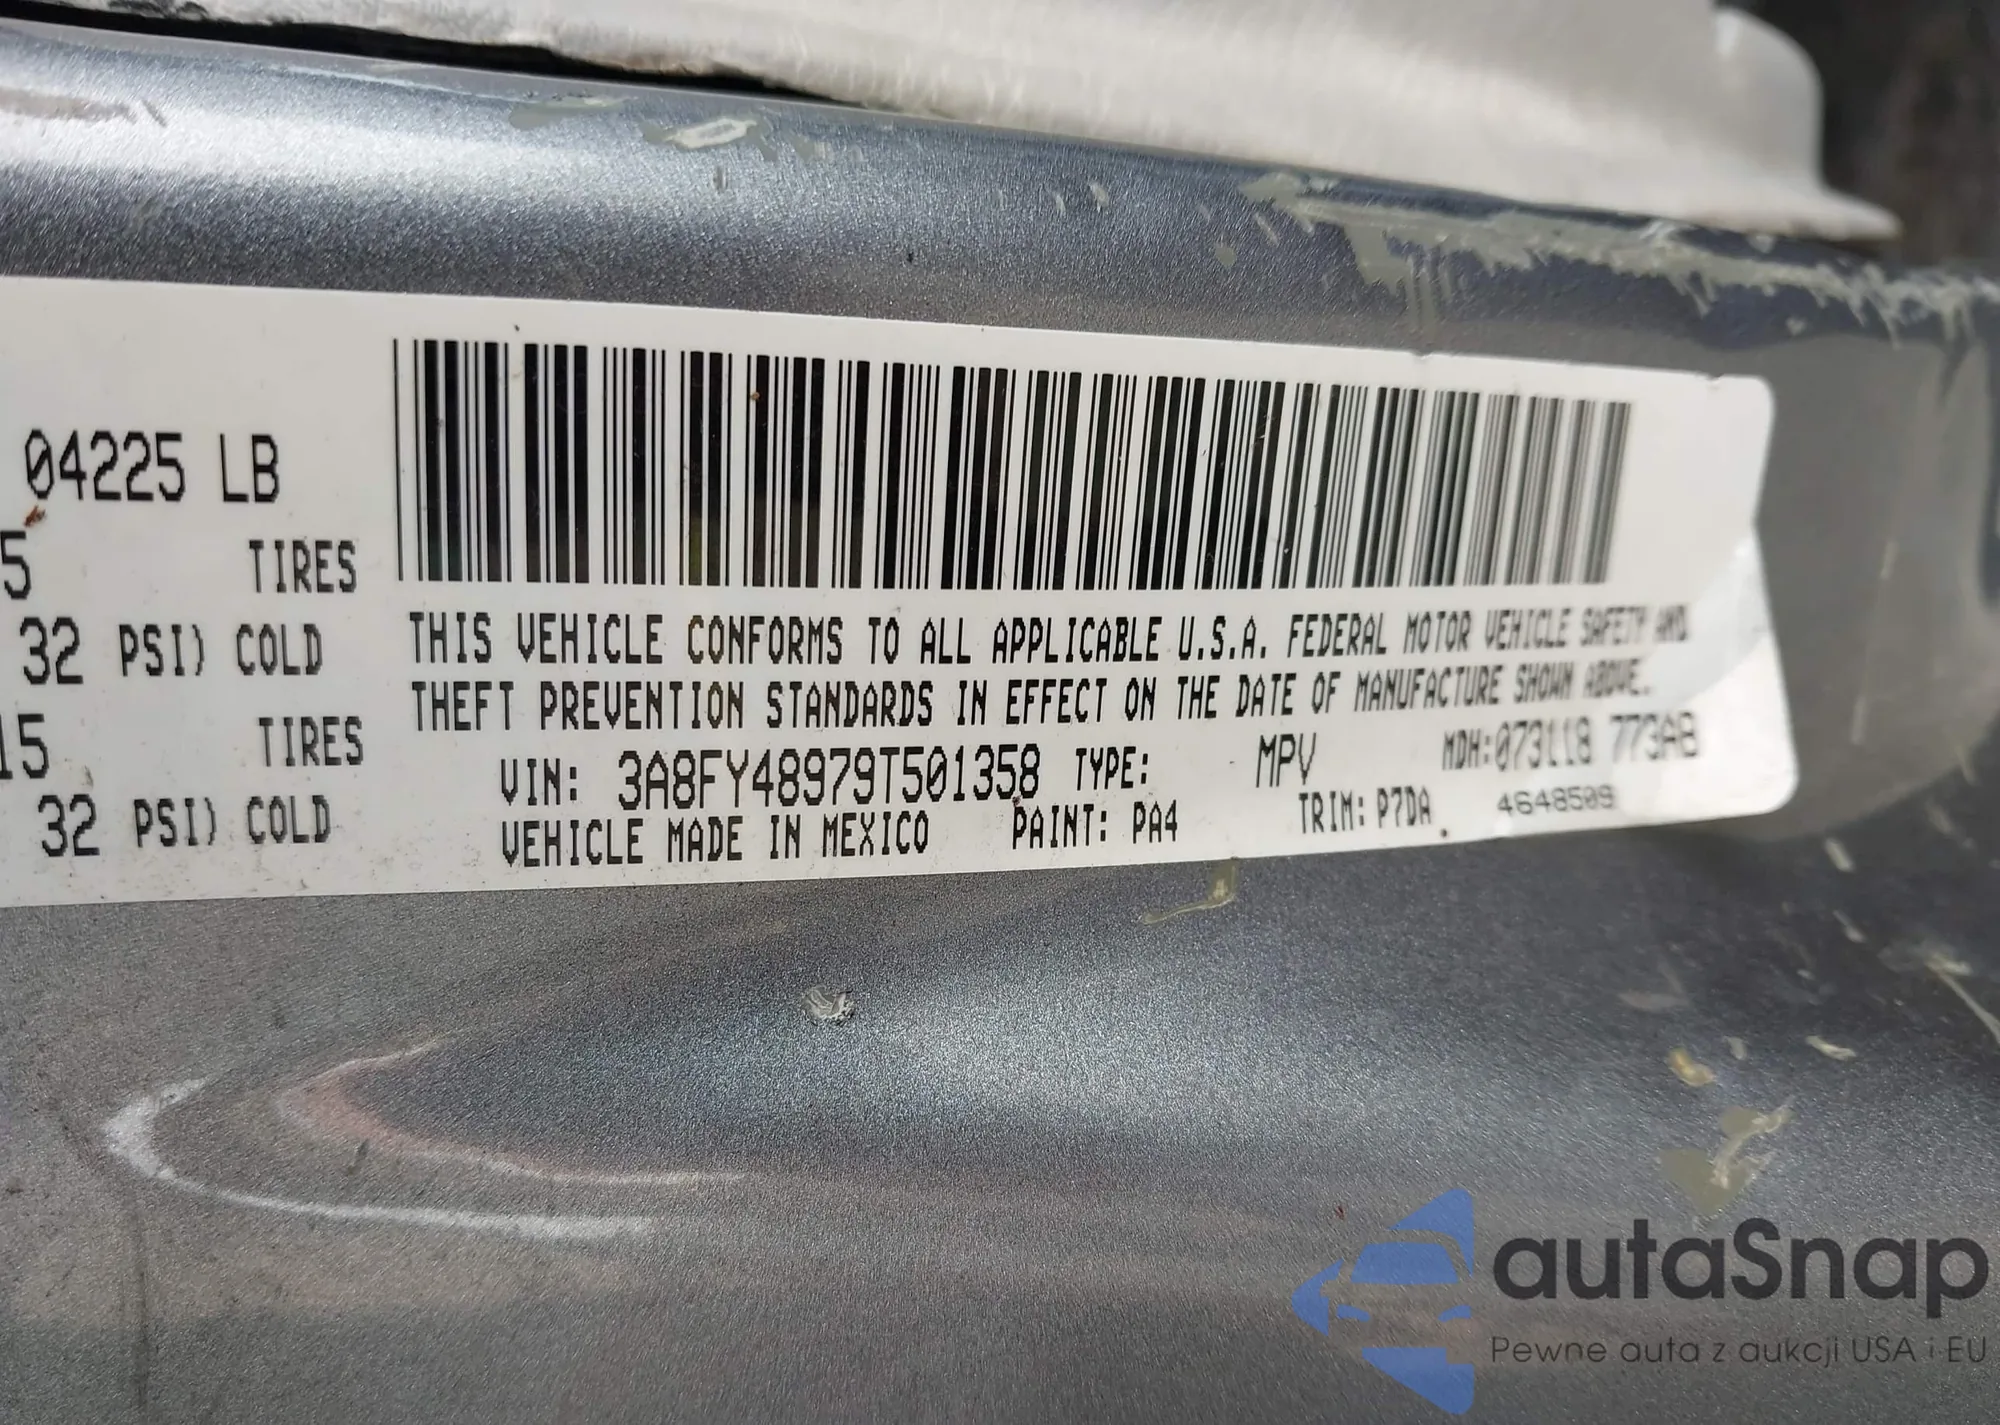 04225 LB
5 TIRES
32 PSI) COLD
15 TIRES
32 PSI) COLD
THIS VEHICLE CONFORMS TO ALL APPLICABLE U.S.A. FEDERAL MOTOR VEHICLE SAFETY AND
THEFT PREVENTION STANDARDS IN EFFECT ON THE DATE OF MANUFACTURE SHOWN ABOVE.
VIN: 3A8FY48979T501358 TYPE: MPV MDH:073118 773AB
VEHICLE MADE IN MEXICO PAINT: PA4 TRIM: P7DA 4648509
autaSnap
Pewne auta z aukcji USA i EU